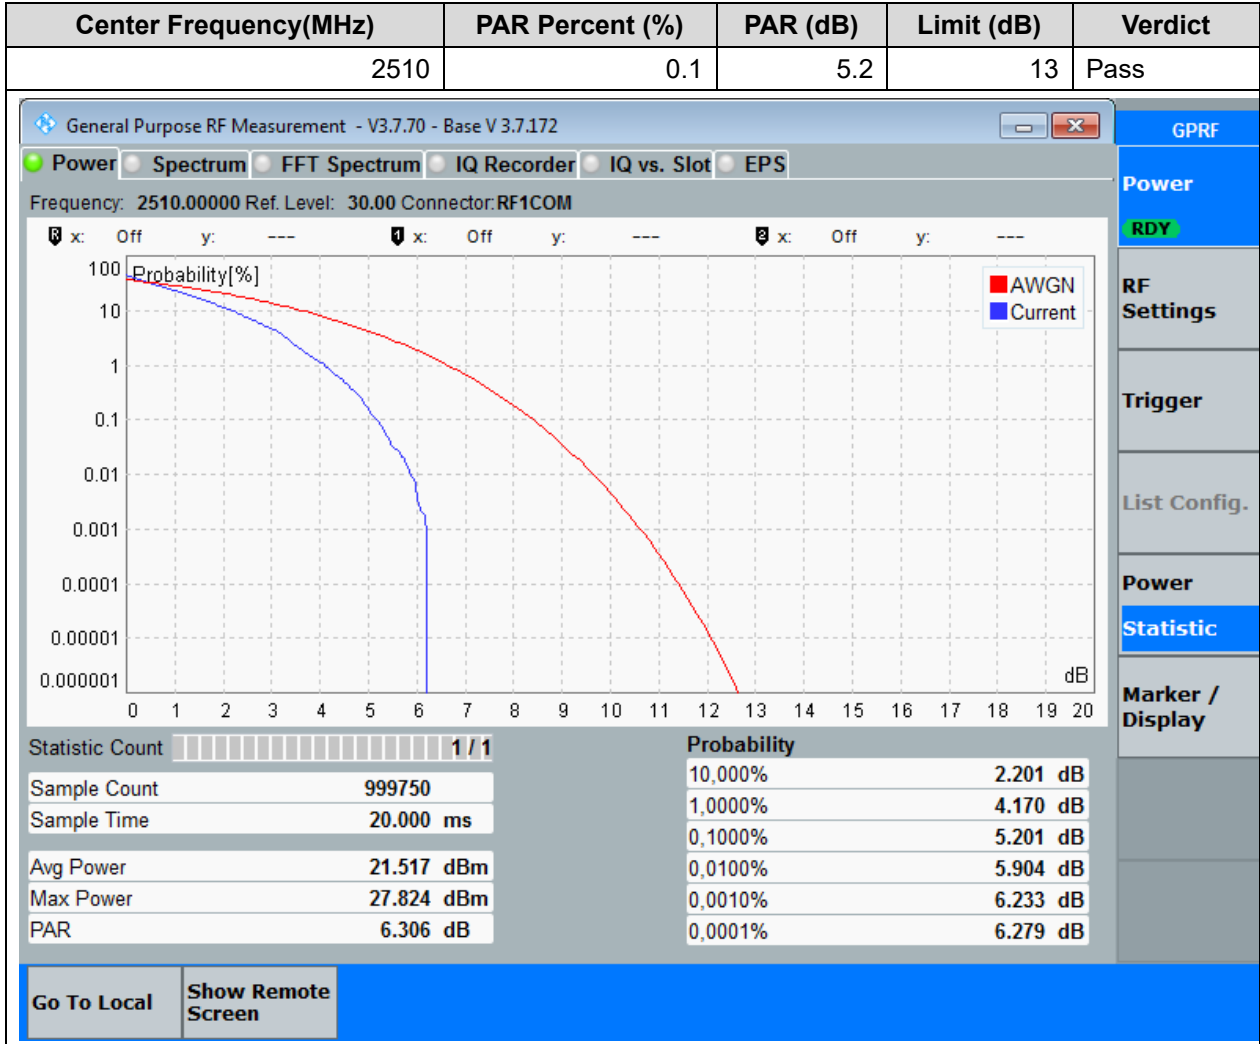 Center Frequency(MHz) PAR Percent (%) PAR (dB) Limit (dB) Verdict
2510 0.1 5.2 13 Pass
General Purpose RF Measurement - V3.7.70 - Base V 3.7.172
GPRF
Power Spectrum FFT Spectrum IQ Recorder IQ vs. Slot EPS
Power
RDY
Frequency: 2510.00000 Ref. Level: 30.00 Connector: RF1COM
R x: Off y: --- 1 x: Off y: --- 2 x: Off y: ---
Probability[%]
AWGN
Current
100
10
1
0.1
0.01
0.001
0.0001
0.00001
0.000001
dB
0 1 2 3 4 5 6 7 8 9 10 11 12 13 14 15 16 17 18 19 20
RF
Settings
Trigger
List Config.
Power
Statistic
Marker /
Display
Statistic Count 1 / 1
Sample Count 999750
Sample Time 20.000 ms
Avg Power 21.517 dBm
Max Power 27.824 dBm
PAR 6.306 dB
Probability
10,000% 2.201 dB
1,0000% 4.170 dB
0,1000% 5.201 dB
0,0100% 5.904 dB
0,0010% 6.233 dB
0,0001% 6.279 dB
Go To Local
Show Remote
Screen